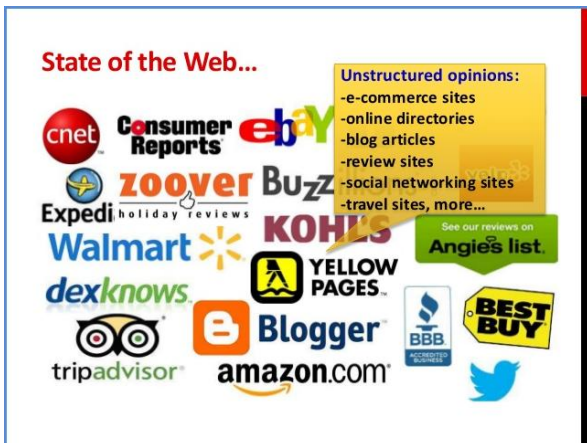 State of the Web...
Unstructured opinions:
-e-commerce sites
-online directories
-blog articles
-review sites
-social networking sites
-travel sites, more...
cnet
Consumer
Reports
ebaY
Expedi
zoover
holiday reviews
KOHL'S
See our reviews on
Angie's list.
Walmart
YELLOW
PAGES
dexknows
Blogger
BBB
ACCREDITED
BUSINESS
BEST
BUY
tripadvisor
amazon.com